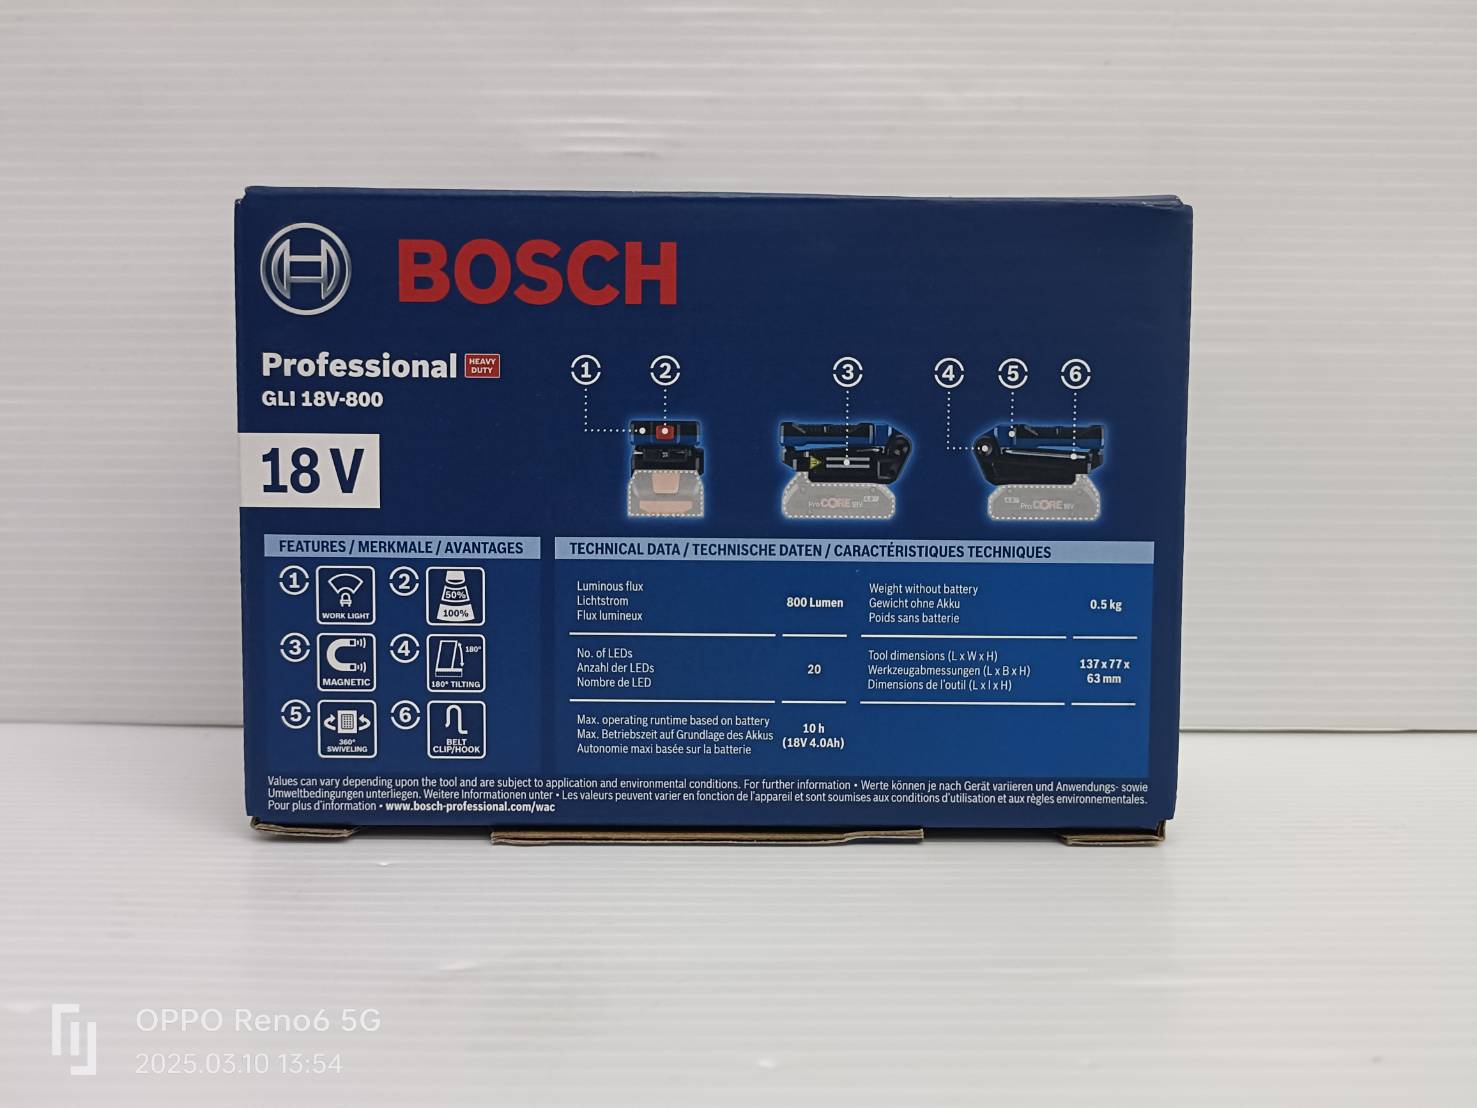 BOSCH
Professional HEAVY DUTY
GLI 18V-800
18 V
1 2 3 4 5 6
ProCORE 18V
ProCORE 18V
FEATURES / MERKMALE / AVANTAGES
1 WORK LIGHT
2 50% 100%
3 MAGNETIC
4 180° 180° TILTING
5 360° SWIVELING
6 BELT CLIP/HOOK
TECHNICAL DATA / TECHNISCHE DATEN / CARACTÉRISTIQUES TECHNIQUES
Luminous flux
Lichtstrom
Flux lumineux
800 Lumen
Weight without battery
Gewicht ohne Akku
Poids sans batterie
0.5 kg
No. of LEDs
Anzahl der LEDs
Nombre de LED
20
Tool dimensions (L x W x H)
Werkzeugabmessungen (L x B x H)
Dimensions de l'outil (L x l x H)
137 x 77 x
63 mm
Max. operating runtime based on battery
Max. Betriebszeit auf Grundlage des Akkus
Autonomie maxi basée sur la batterie
10 h
(18V 4.0Ah)
Values can vary depending upon the tool and are subject to application and environmental conditions. For further information • Werte können je nach Gerät variieren und Anwendungs- sowie
Umweltbedingungen unterliegen. Weitere Informationen unter • Les valeurs peuvent varier en fonction de l'appareil et sont soumises aux conditions d'utilisation et aux règles environnementales.
Pour plus d'information • www.bosch-professional.com/wac
OPPO Reno6 5G
2025.03.10 13:54